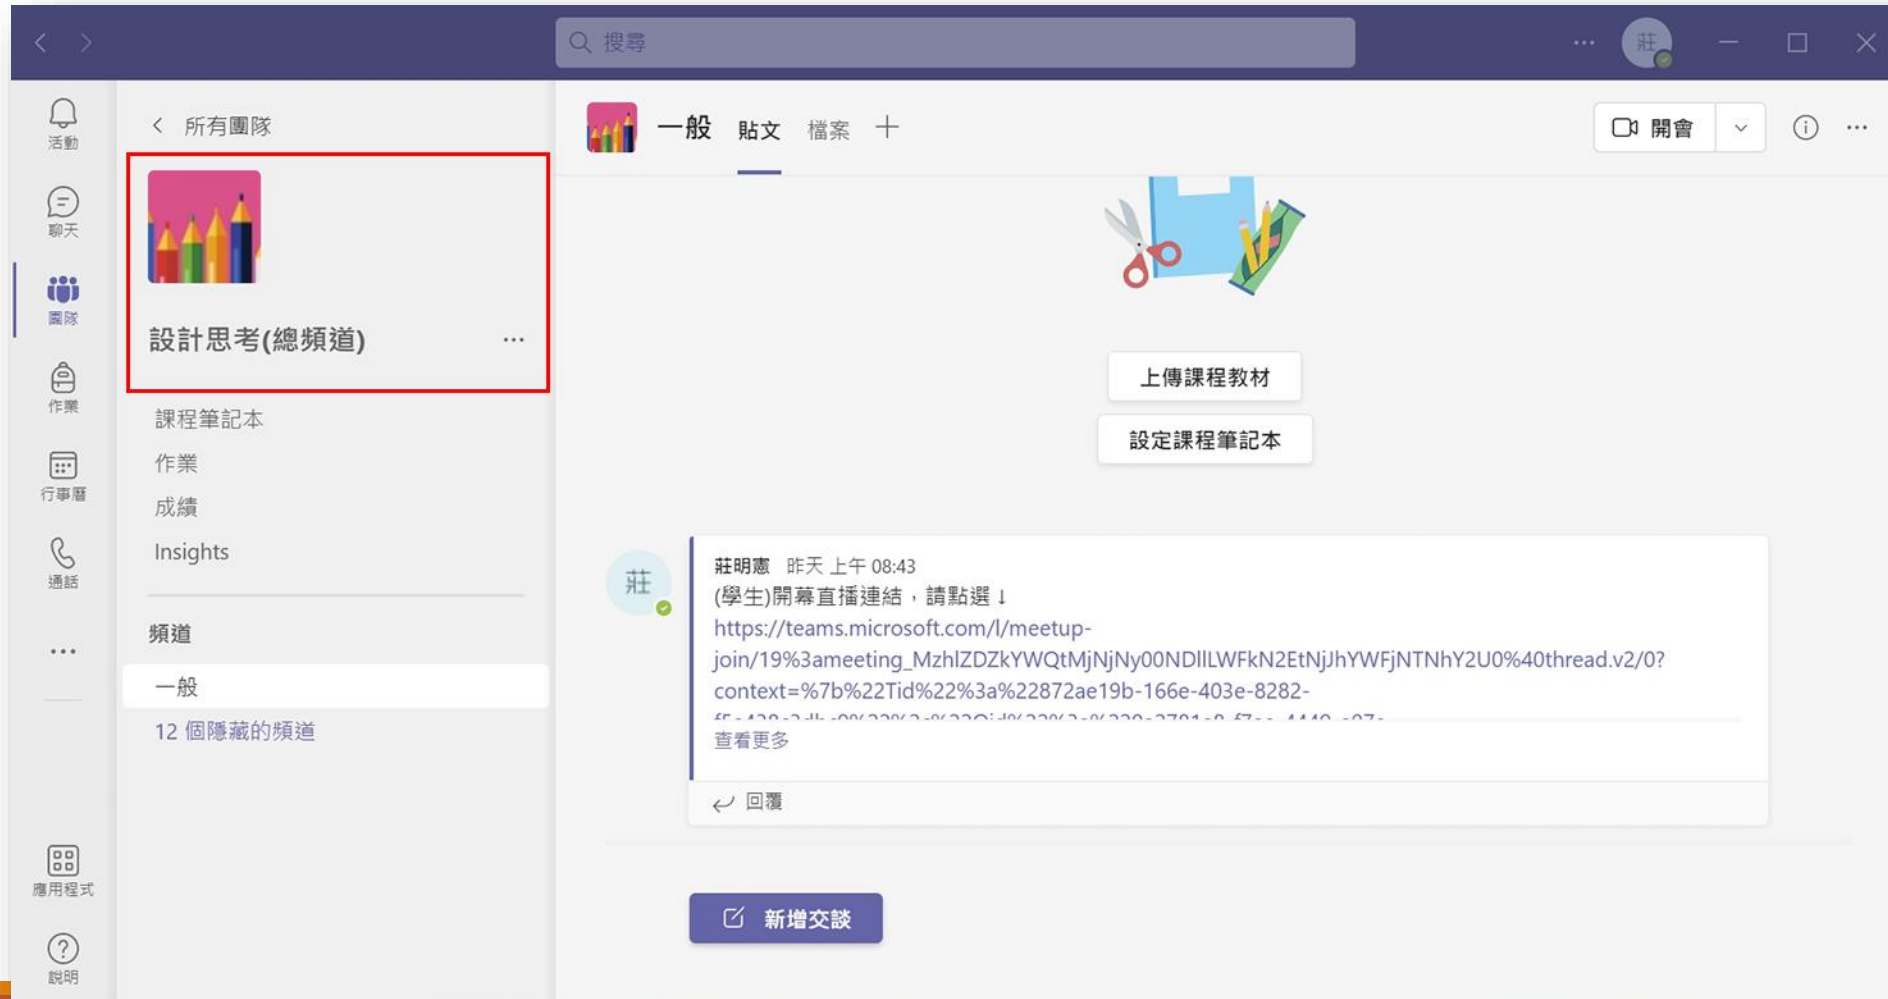 搜尋
莊
活動
聊天
團隊
作業
行事曆
通話
應用程式
說明
所有團隊
設計思考(總頻道)
課程筆記本
作業
成績
Insights
頻道
一般
12 個隱藏的頻道
一般 貼文 檔案
開會
上傳課程教材
設定課程筆記本
莊
莊明憲 昨天 上午 08:43
(學生)開幕直播連結，請點選↓
https://teams.microsoft.com/l/meetup-
join/19%3ameeting_MzhlZDZkYWQtMjNjNy00NDllLWFkN2EtNjJhYWFjNTNhY2U0%40thread.v2/0?
context=%7b%22Tid%22%3a%22872ae19b-166e-403e-8282-
查看更多
回覆
新增交談